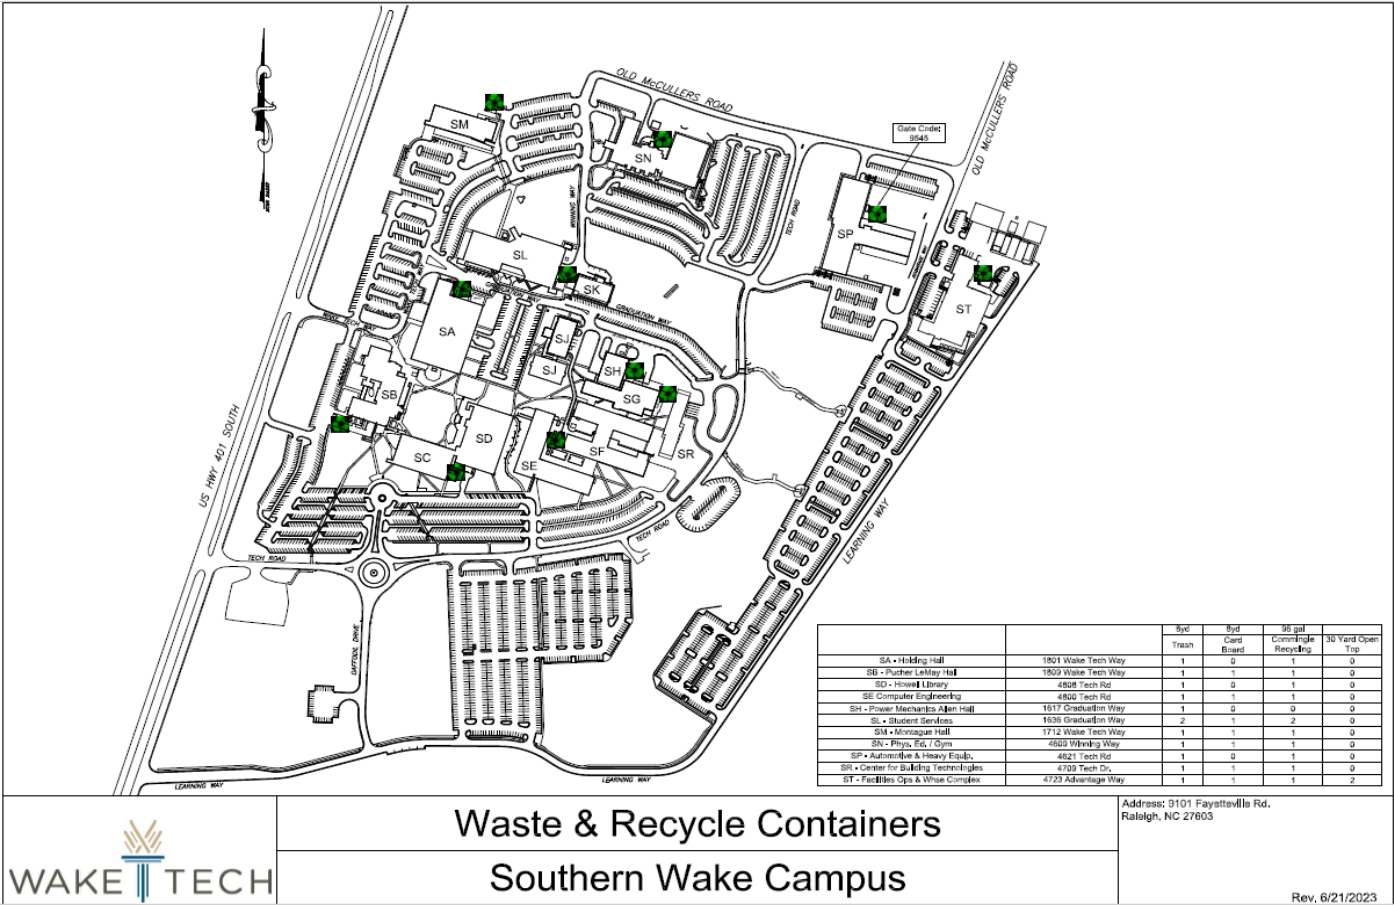 OLD McCULLERS ROAD
OLD McCULLERS ROAD
Gate Code:
9545
SM
SN
WINNING WAY
TECH ROAD
SP
SL
SK
ST
GRADUATION WAY
GRADUATION WAY
SA
WAKE TECH WAY
SJ
SJ
SH
SB
SG
US HWY 401 SOUTH
SD
SC
SE
SF
SR
LEARNING WAY
TECH ROAD
TECH ROAD
DAFFODIL DRIVE
LEARNING WAY
LEARNING WAY
8yd 8yd 96 gal
Trash Card Board Commingle Recycling 30 Yard Open Top
SA - Holding Hall 1801 Wake Tech Way 1 0 1 0
SB - Pucher LeMay Hall 1809 Wake Tech Way 1 1 1 0
SD - Howell Library 4808 Tech Rd 1 0 1 0
SE Computer Engineering 4800 Tech Rd 1 1 1 0
SH - Power Mechanics Allen Hall 1617 Graduation Way 1 0 0 0
SL - Student Services 1636 Graduation Way 2 1 2 0
SM - Montague Hall 1712 Wake Tech Way 1 1 1 0
SN - Phys. Ed. / Gym 4600 Winning Way 1 1 1 0
SP - Automotive & Heavy Equip. 4621 Tech Rd 1 0 1 0
SR - Center for Building Technologies 4709 Tech Dr. 1 1 1 0
ST - Facilities Ops & Whse Complex 4723 Advantage Way 1 1 1 2
WAKE TECH
Waste & Recycle Containers
Southern Wake Campus
Address: 9101 Fayetteville Rd.
Raleigh, NC 27603
Rev. 6/21/2023